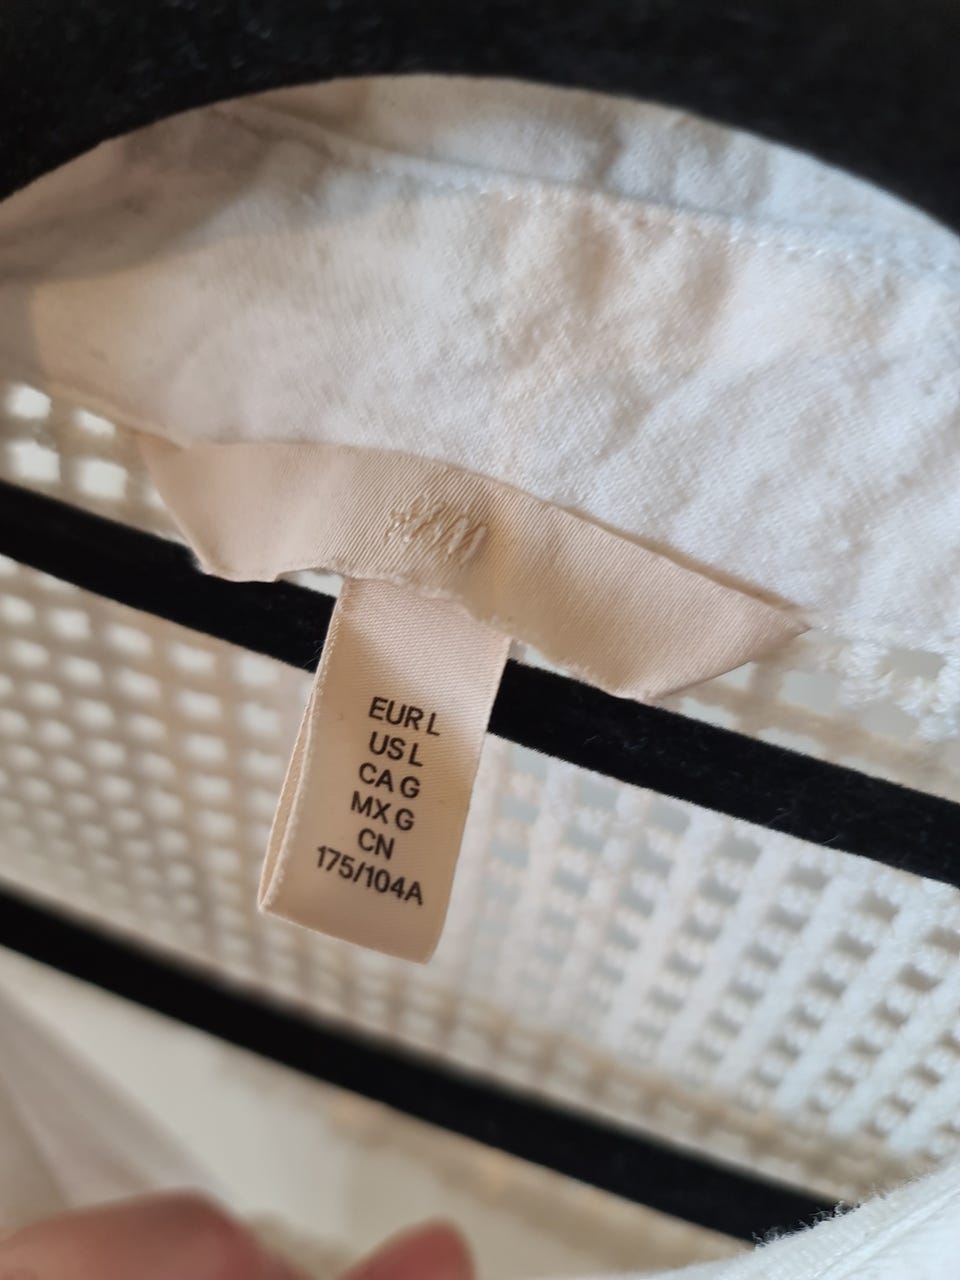 H&M
EUR L
US L
CA G
MX G
CN
175/104A